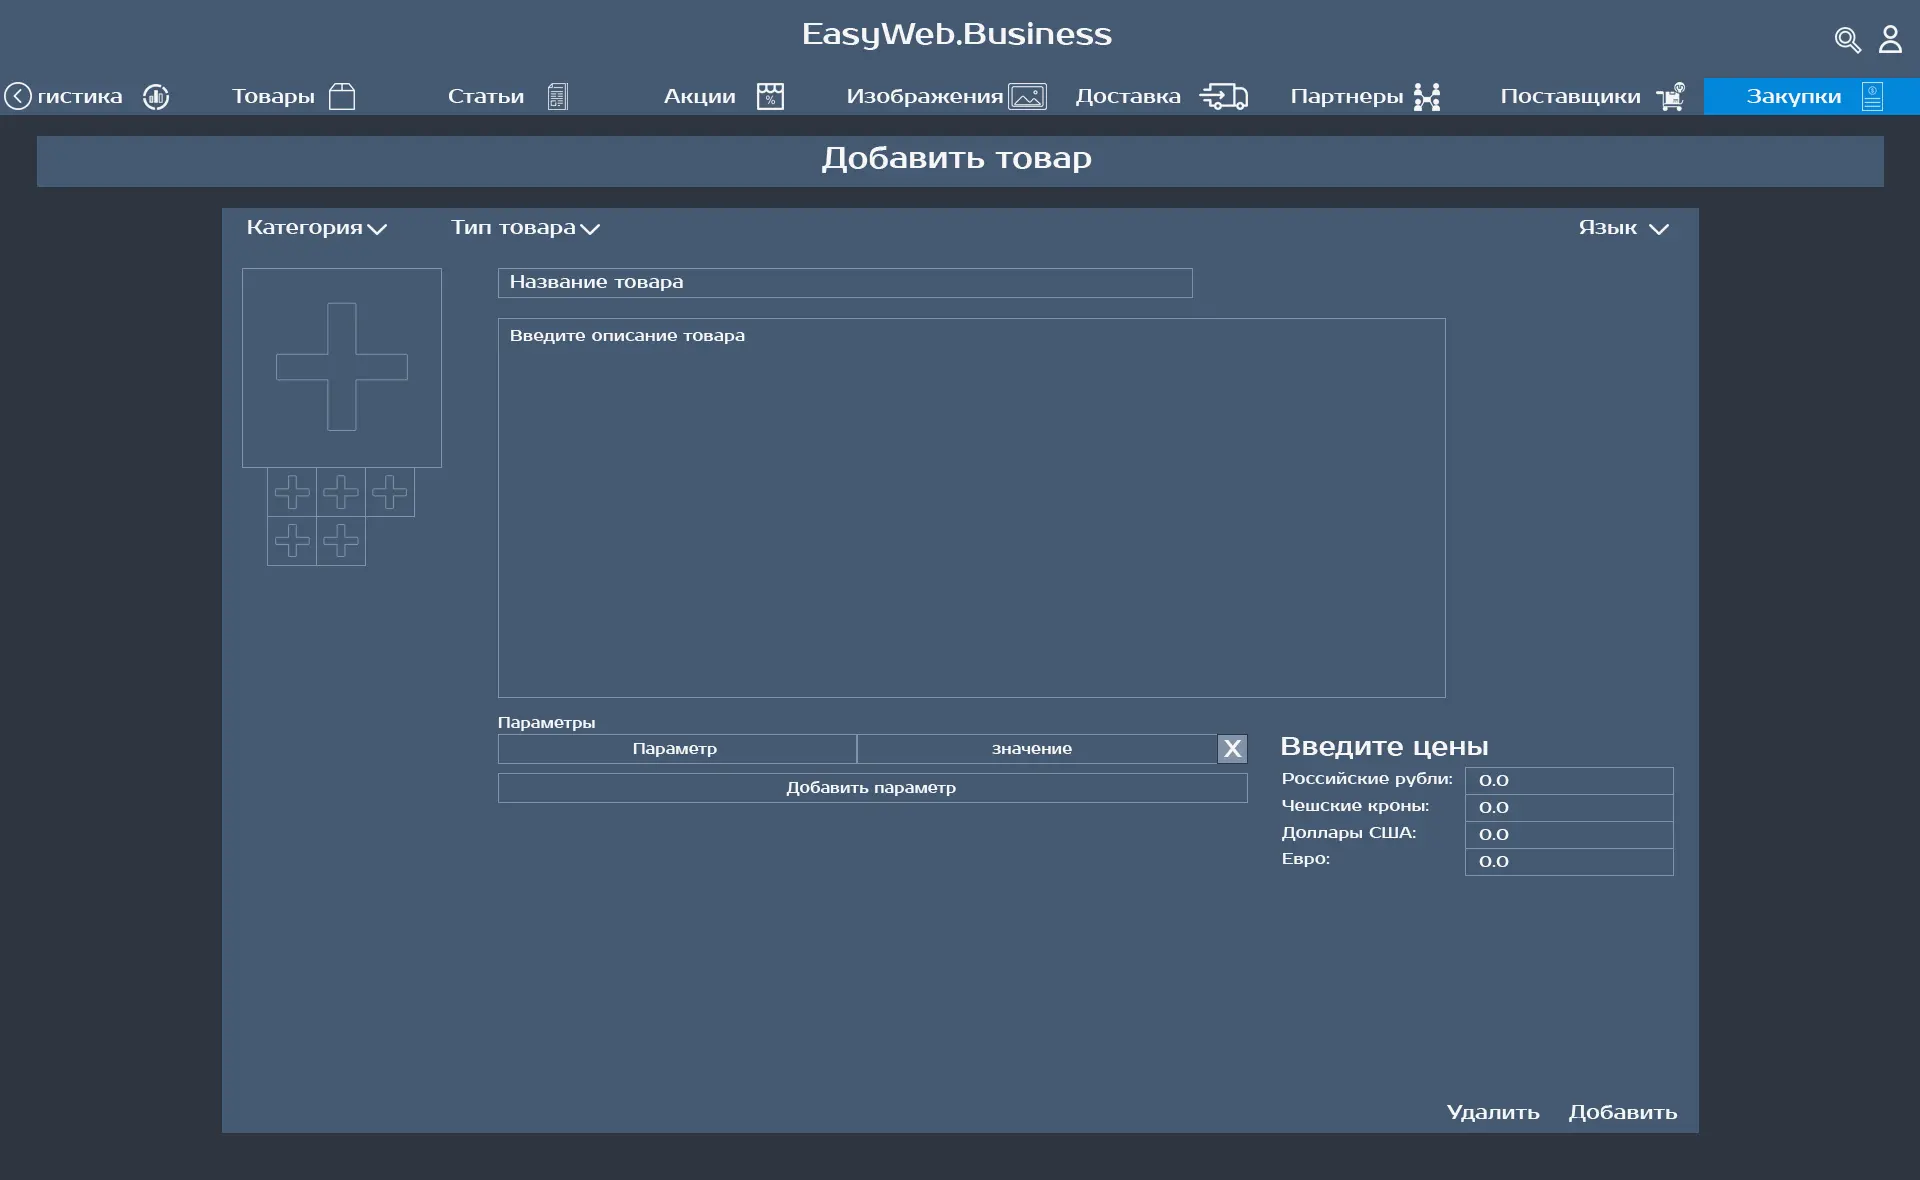 EasyWeb.Business
гистика Товары Статьи Акции Изображения Доставка Партнеры Поставщики Закупки
Добавить товар
Категория Тип товара Язык
Название товара
Введите описание товара
Параметры
Параметр значение X
Добавить параметр
Введите цены
Российские рубли: 0.0
Чешские кроны: 0.0
Доллары США: 0.0
Евро: 0.0
Удалить Добавить